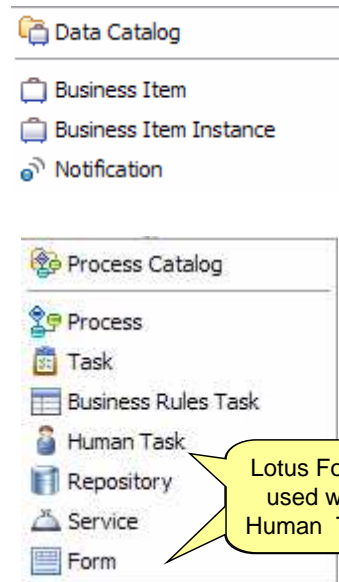 Data Catalog
Business Item
Business Item Instance
Notification
Process Catalog
Process
Task
Business Rules Task
Human Task
Repository
Service
Form
Lotus
used
Human